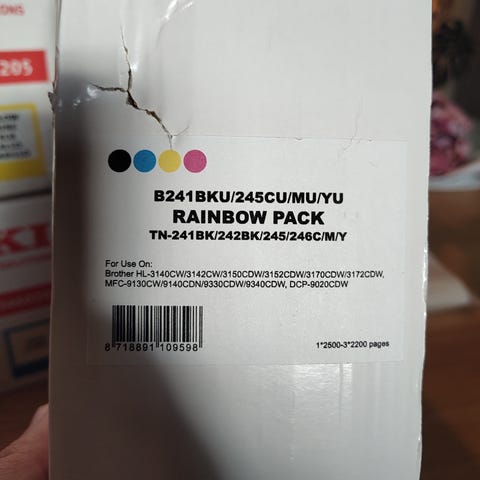 205
B241BKU/245CU/MU/YU
RAINBOW PACK
TN-241BK/242BK/245/246C/M/Y
For Use On:
Brother HL-3140CW/3142CW/3150CDW/3152CDW/3170CDW/3172CDW,
MFC-9130CW/9140CDN/9330CDW/9340CDW, DCP-9020CDW
8 718891 109598
1*2500-3*2200 pages